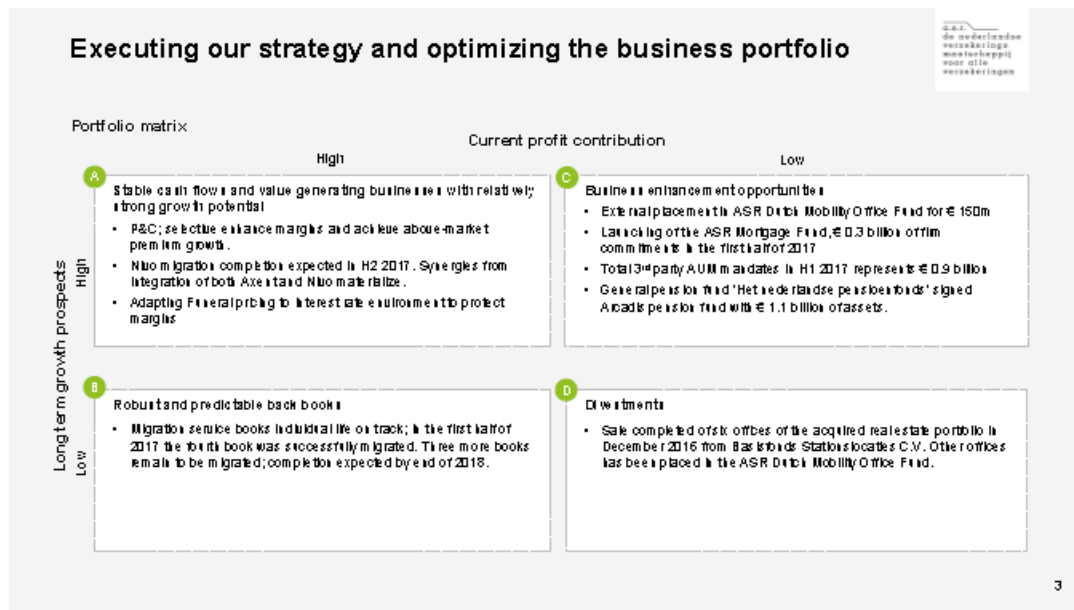 Executing our strategy and optimizing the business portfolio
a.s.r.
de nederlandse
verzekerings
maatschappij
voor alle
verzekeringen
Portfolio matrix
Current profit contribution
High
Low
Long term growth prospects
High
Low
A
Stable cash flows and value generating businesses with relatively
strong growth potential
• P&C; selective enhance margins and achieve above-market
premium growth.
• Niuo migration completion expected in H2 2017. Synergies from
integration of both Axent and Niuo materialize.
• Adapting Funeral pricing to interest rate environment to protect
margins
C
Business enhancement opportunities
• External placement in ASR Dutch Mobility Office Fund for € 150m
• Launching of the ASR Mortgage Fund, € 0.3 billion of firm
commitments in the first half of 2017
• Total 3rd party AUM mandates in H1 2017 represents € 0.9 billion
• General pension fund 'Het nederlandse pensioenfonds' signed
Arcadis pension fund with € 1.1 billion of assets.
B
Robust and predictable back books
• Migration service books individual life on track; in the first half of
2017 the fourth book was successfully migrated. Three more books
remain to be migrated; completion expected by end of 2018.
D
Divestments
• Sale completed of six offices of the acquired real estate portfolio in
December 2016 from Basisfonds Stationslocaties C.V. Other offices
has been placed in the ASR Dutch Mobility Office Fund.
3